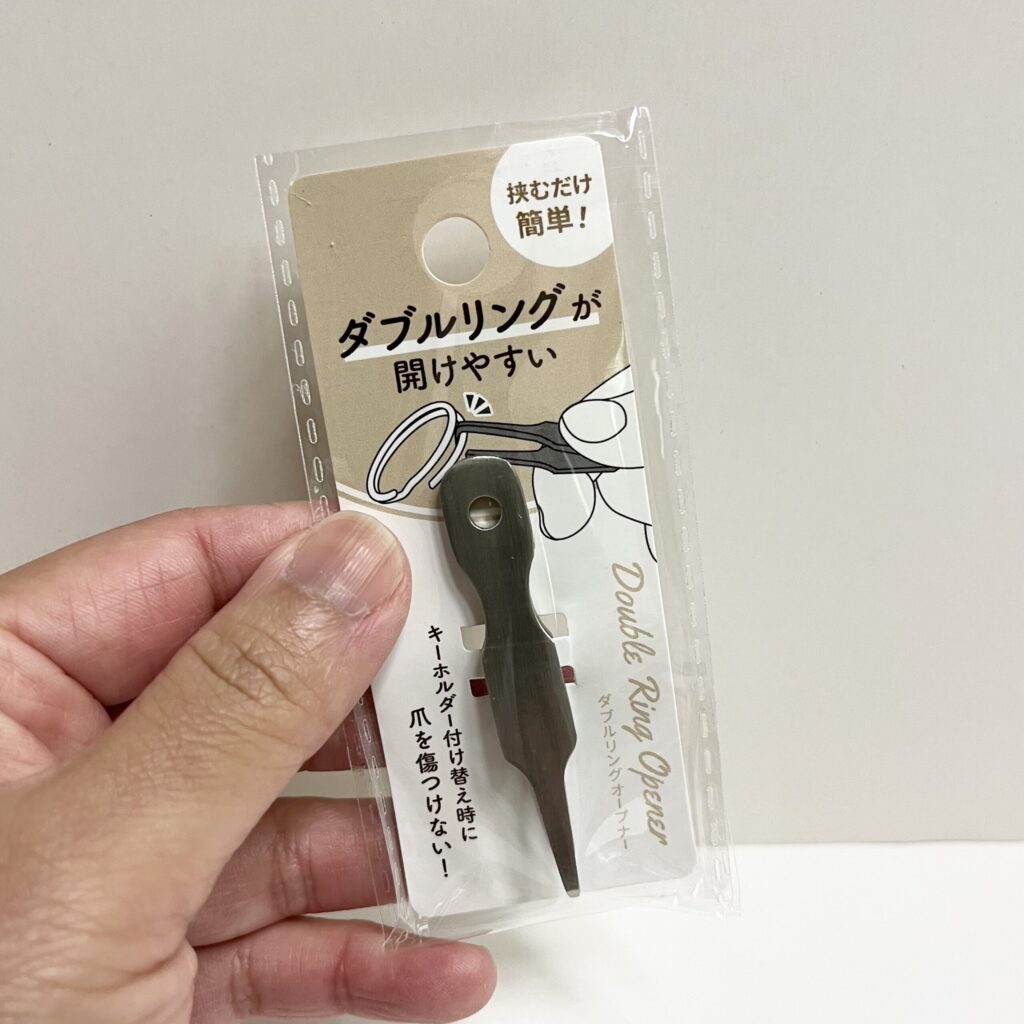 挟むだけ
簡単!
ダブルリングが
開けやすい
キーホルダー付け替え時に
爪を傷つけない!
Double Ring Opener
ダブルリングオープナー